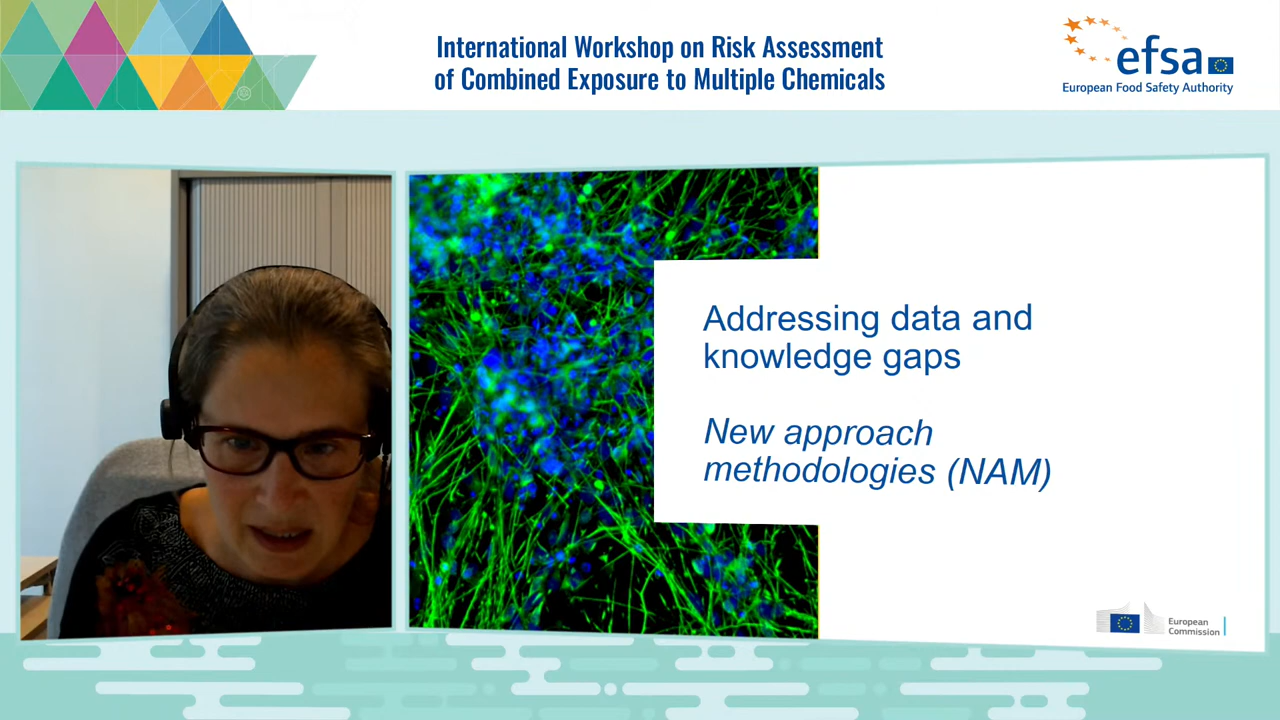 International Workshop on Risk Assessment
of Combined Exposure to Multiple Chemicals
efsa
European Food Safety Authority
Addressing data and
knowledge gaps
New approach
methodologies (NAM)
European
Commission